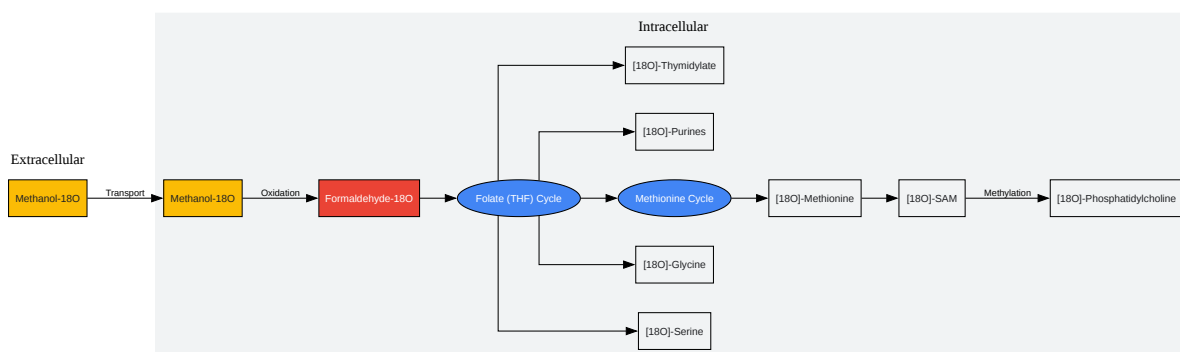 Intracellular
[18O]-Thymidylate
[18O]-Purines
Extracellular
Methanol-18O
Transport
Methanol-18O
Oxidation
Formaldehyde-18O
Folate (THF) Cycle
Methionine Cycle
[18O]-Methionine
[18O]-SAM
Methylation
[18O]-Phosphatidylcholine
[18O]-Glycine
[18O]-Serine